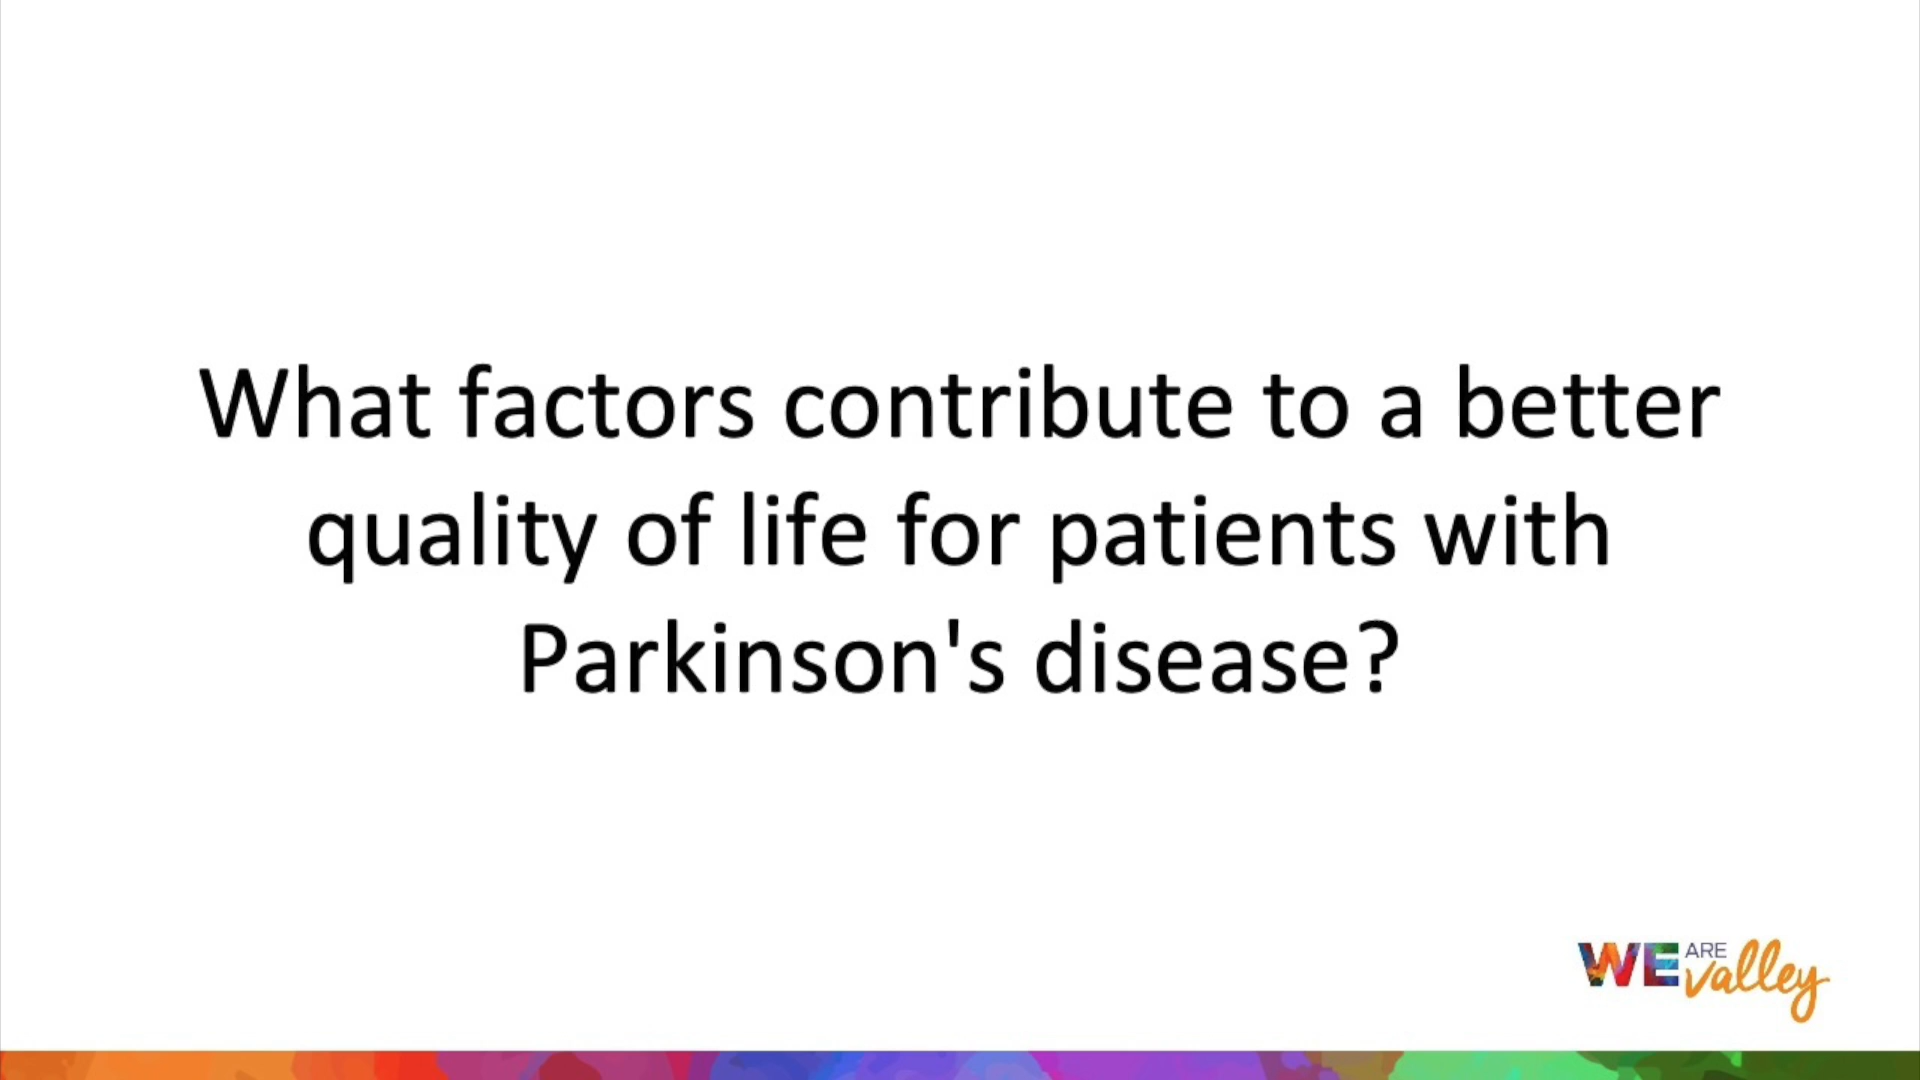 What factors contribute to a better
quality of life for patients with
Parkinson's disease?
WE ARE valley